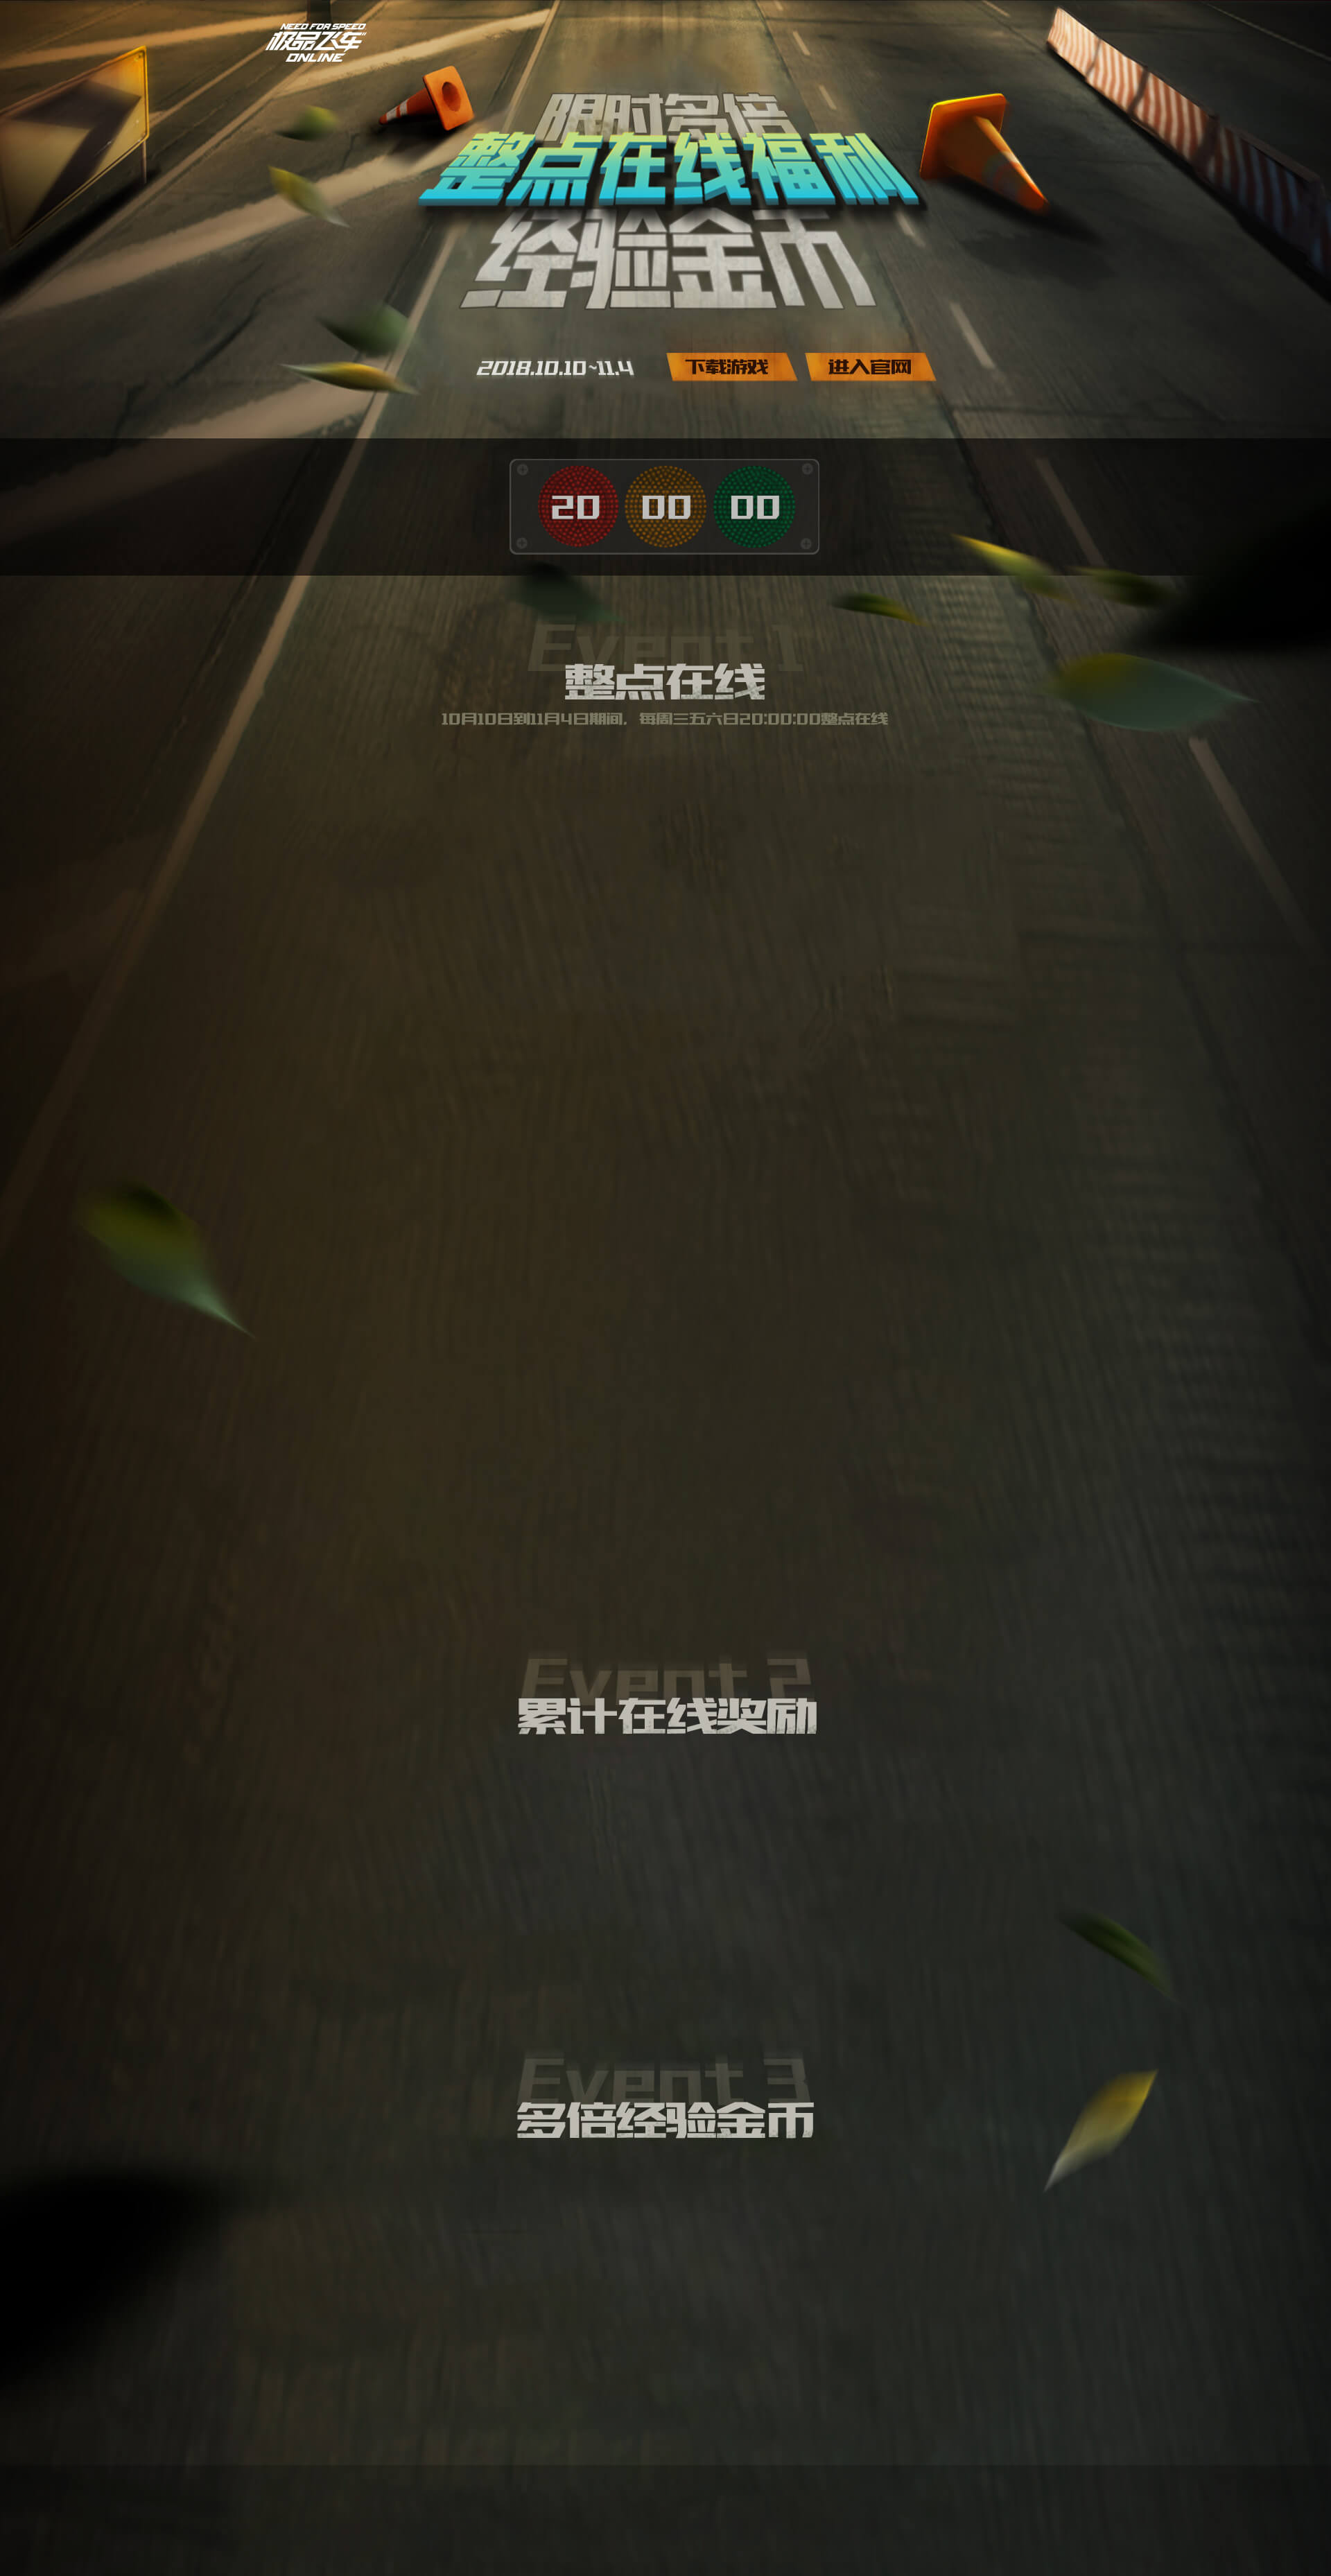 NEED FOR SPEED
极品飞车
ONLINE
限时多倍
整点在线福利
经验金币
2018.10.10~11.4 下载游戏 进入官网
20 00 00
Event 1
整点在线
10月10日到11月4日期间，每周三五六日20:00:00整点在线
Event 2
累计在线奖励
Event 3
多倍经验金币